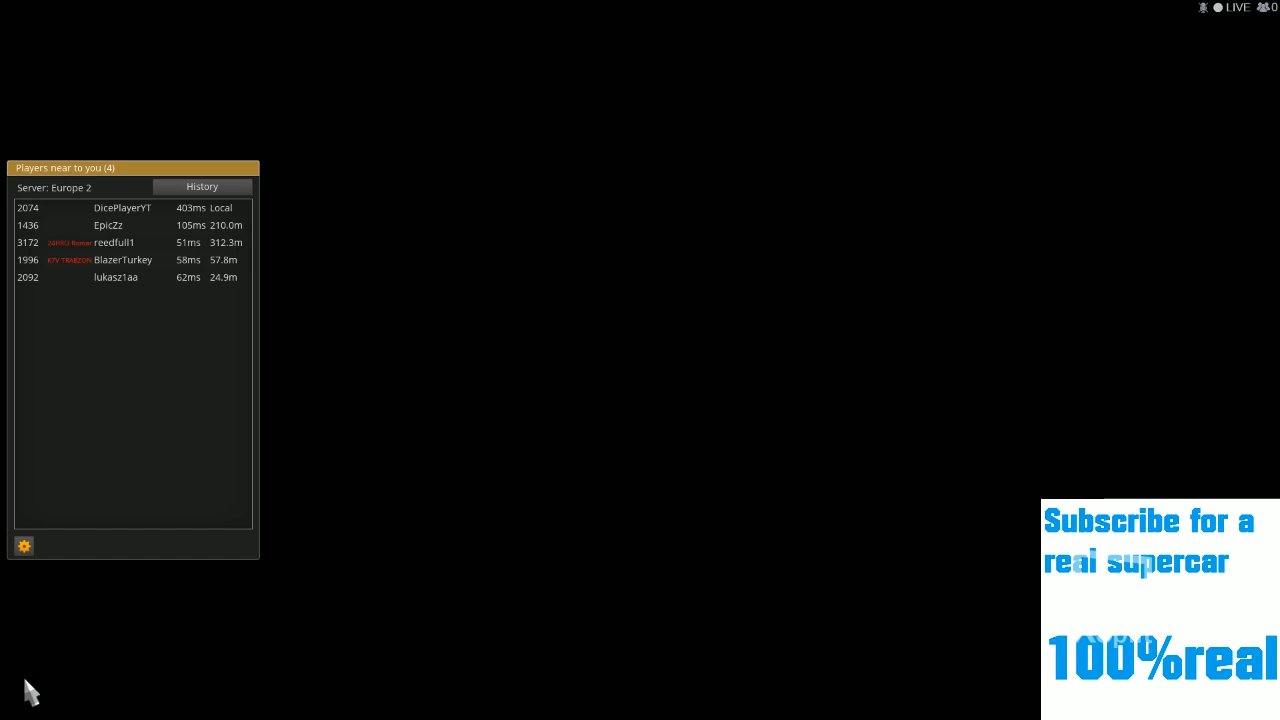 LIVE 0
Players near to you (4)
Server: Europe 2 History
2074 DicePlayerYT 403ms Local
1436 EpicZz 105ms 210.0m
3172 reedfull1 51ms 312.3m
1996 BlazerTurkey 58ms 57.8m
2092 lukasz1aa 62ms 24.9m
Subscribe for a
real supercar
100%real